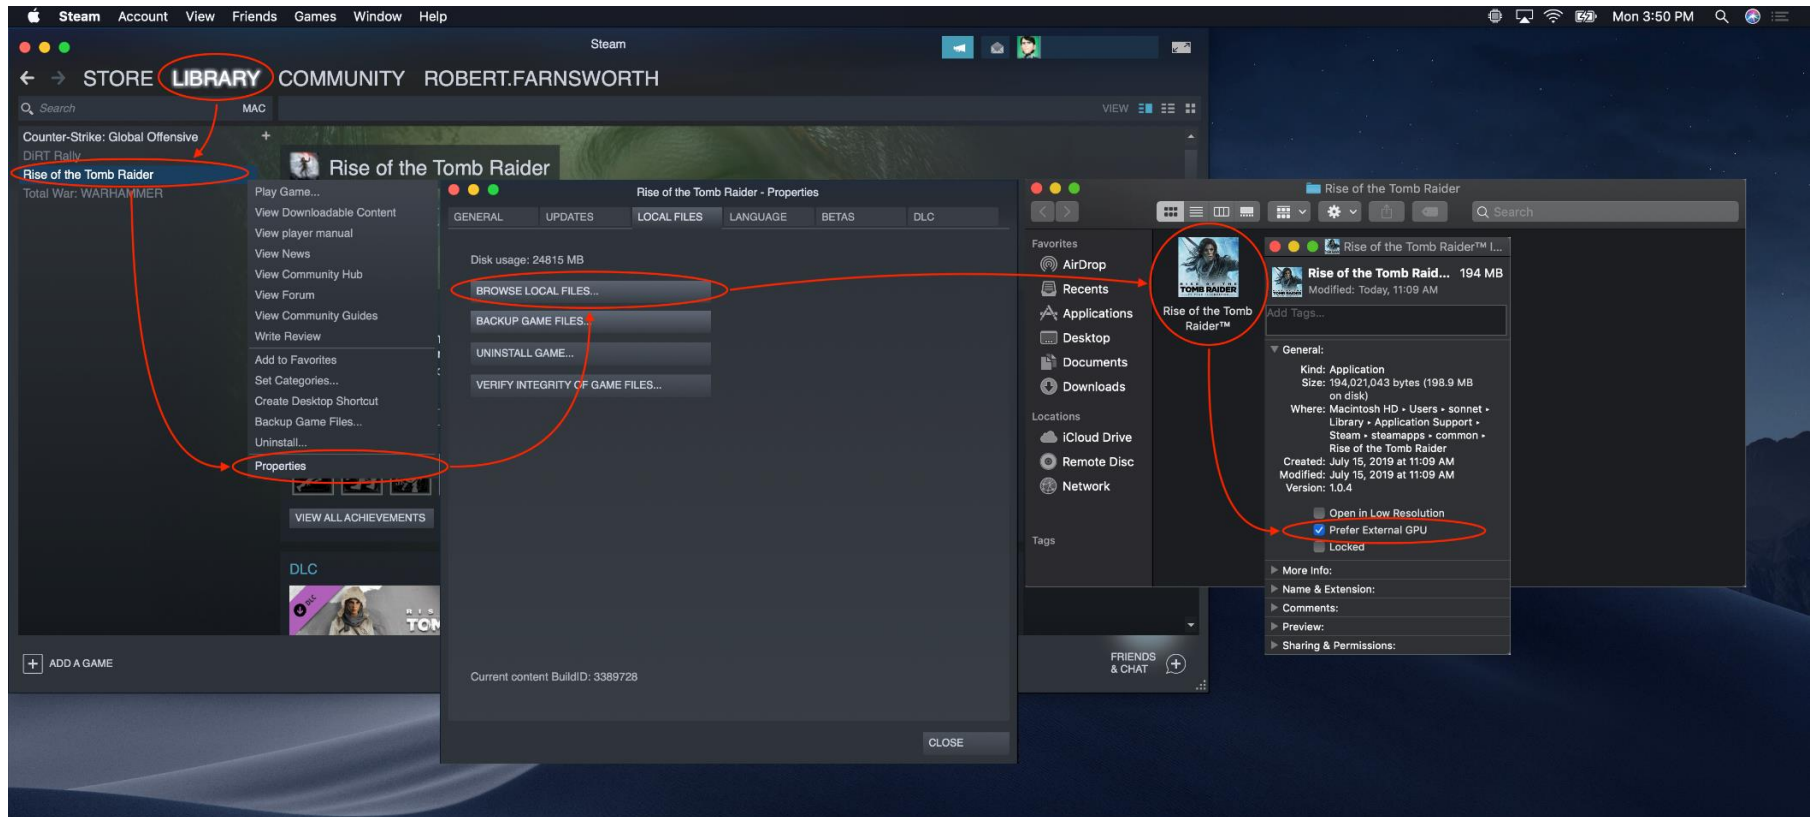 Steam Account View Friends Games Window Help
Mon 3:50 PM
Steam
STORE LIBRARY COMMUNITY ROBERT.FARNSWORTH
Search MAC
VIEW
Counter-Strike: Global Offensive +
DiRT Rally
Rise of the Tomb Raider
Total War: WARHAMMER
Rise of the Tomb Raider
Play Game...
View Downloadable Content
View player manual
View News
View Community Hub
View Forum
View Community Guides
Write Review
Add to Favorites
Set Categories...
Create Desktop Shortcut
Backup Game Files...
Uninstall...
Properties
VIEW ALL ACHIEVEMENTS
DLC
DLC
RIS
TOM
+ ADD A GAME
FRIENDS
& CHAT
Rise of the Tomb Raider - Properties
GENERAL UPDATES LOCAL FILES LANGUAGE BETAS DLC
Disk usage: 24815 MB
BROWSE LOCAL FILES...
BACKUP GAME FILES...
UNINSTALL GAME...
VERIFY INTEGRITY OF GAME FILES...
Current content BuildID: 3389728
CLOSE
Rise of the Tomb Raider
Search
Favorites
AirDrop
Recents
Applications
Desktop
Documents
Downloads
Locations
iCloud Drive
Remote Disc
Network
Tags
RISE OF THE
TOMB RAIDER
Rise of the Tomb
Raider™
Rise of the Tomb Raider™ I...
Rise of the Tomb Raid... 194 MB
Modified: Today, 11:09 AM
Add Tags...
General:
Kind: Application
Size: 194,021,043 bytes (198.9 MB
on disk)
Where: Macintosh HD ▸ Users ▸ sonnet ▸
Library ▸ Application Support ▸
Steam ▸ steamapps ▸ common ▸
Rise of the Tomb Raider
Created: July 15, 2019 at 11:09 AM
Modified: July 15, 2019 at 11:09 AM
Version: 1.0.4
Open in Low Resolution
Prefer External GPU
Locked
More Info:
Name & Extension:
Comments:
Preview:
Sharing & Permissions: